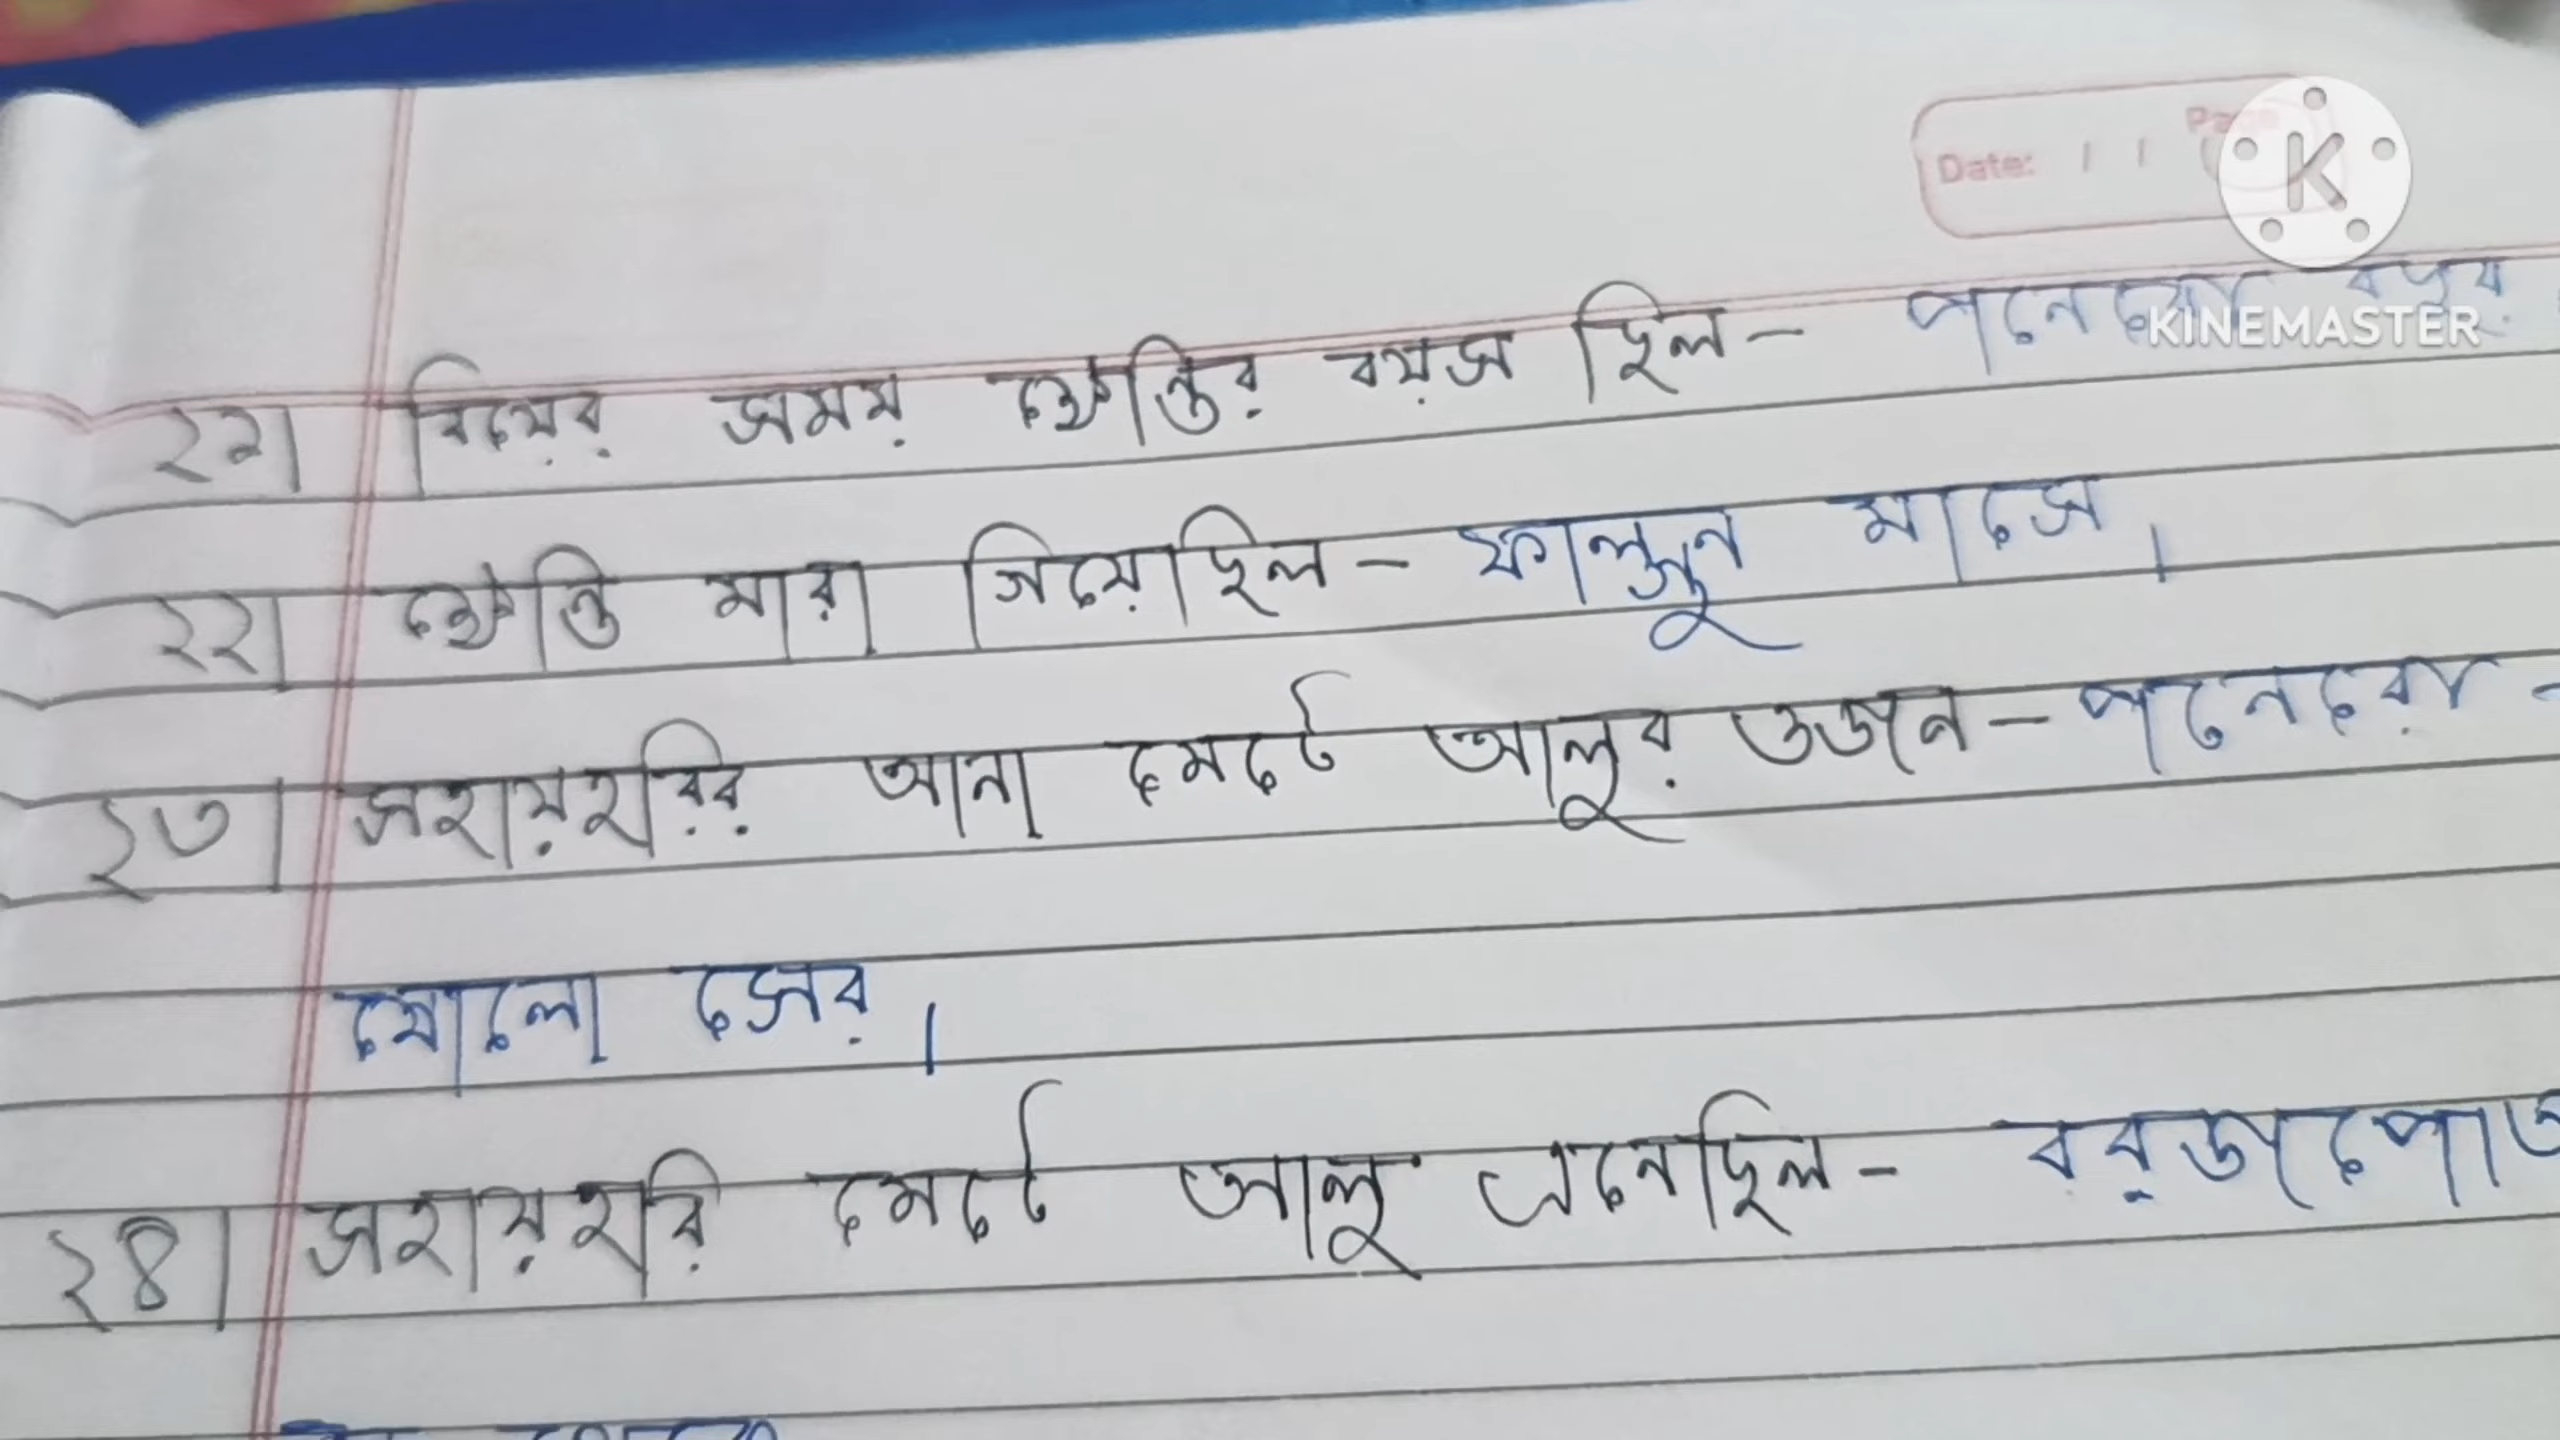 Date: / / Page
২১। বিয়ের সময় ক্ষেন্তির বয়স ছিল - পনেরো বছর
KINEMASTER
২২। ক্ষেন্তি মারা গিয়েছিল - ফাল্গুন মাসে।
২৩। সহায়হরির আনা মেটে আলুর ওজন - পনেরো -
ষোলো সের।
২৪। সহায়হরি মেটে আলু এনেছিল - বরজপোত